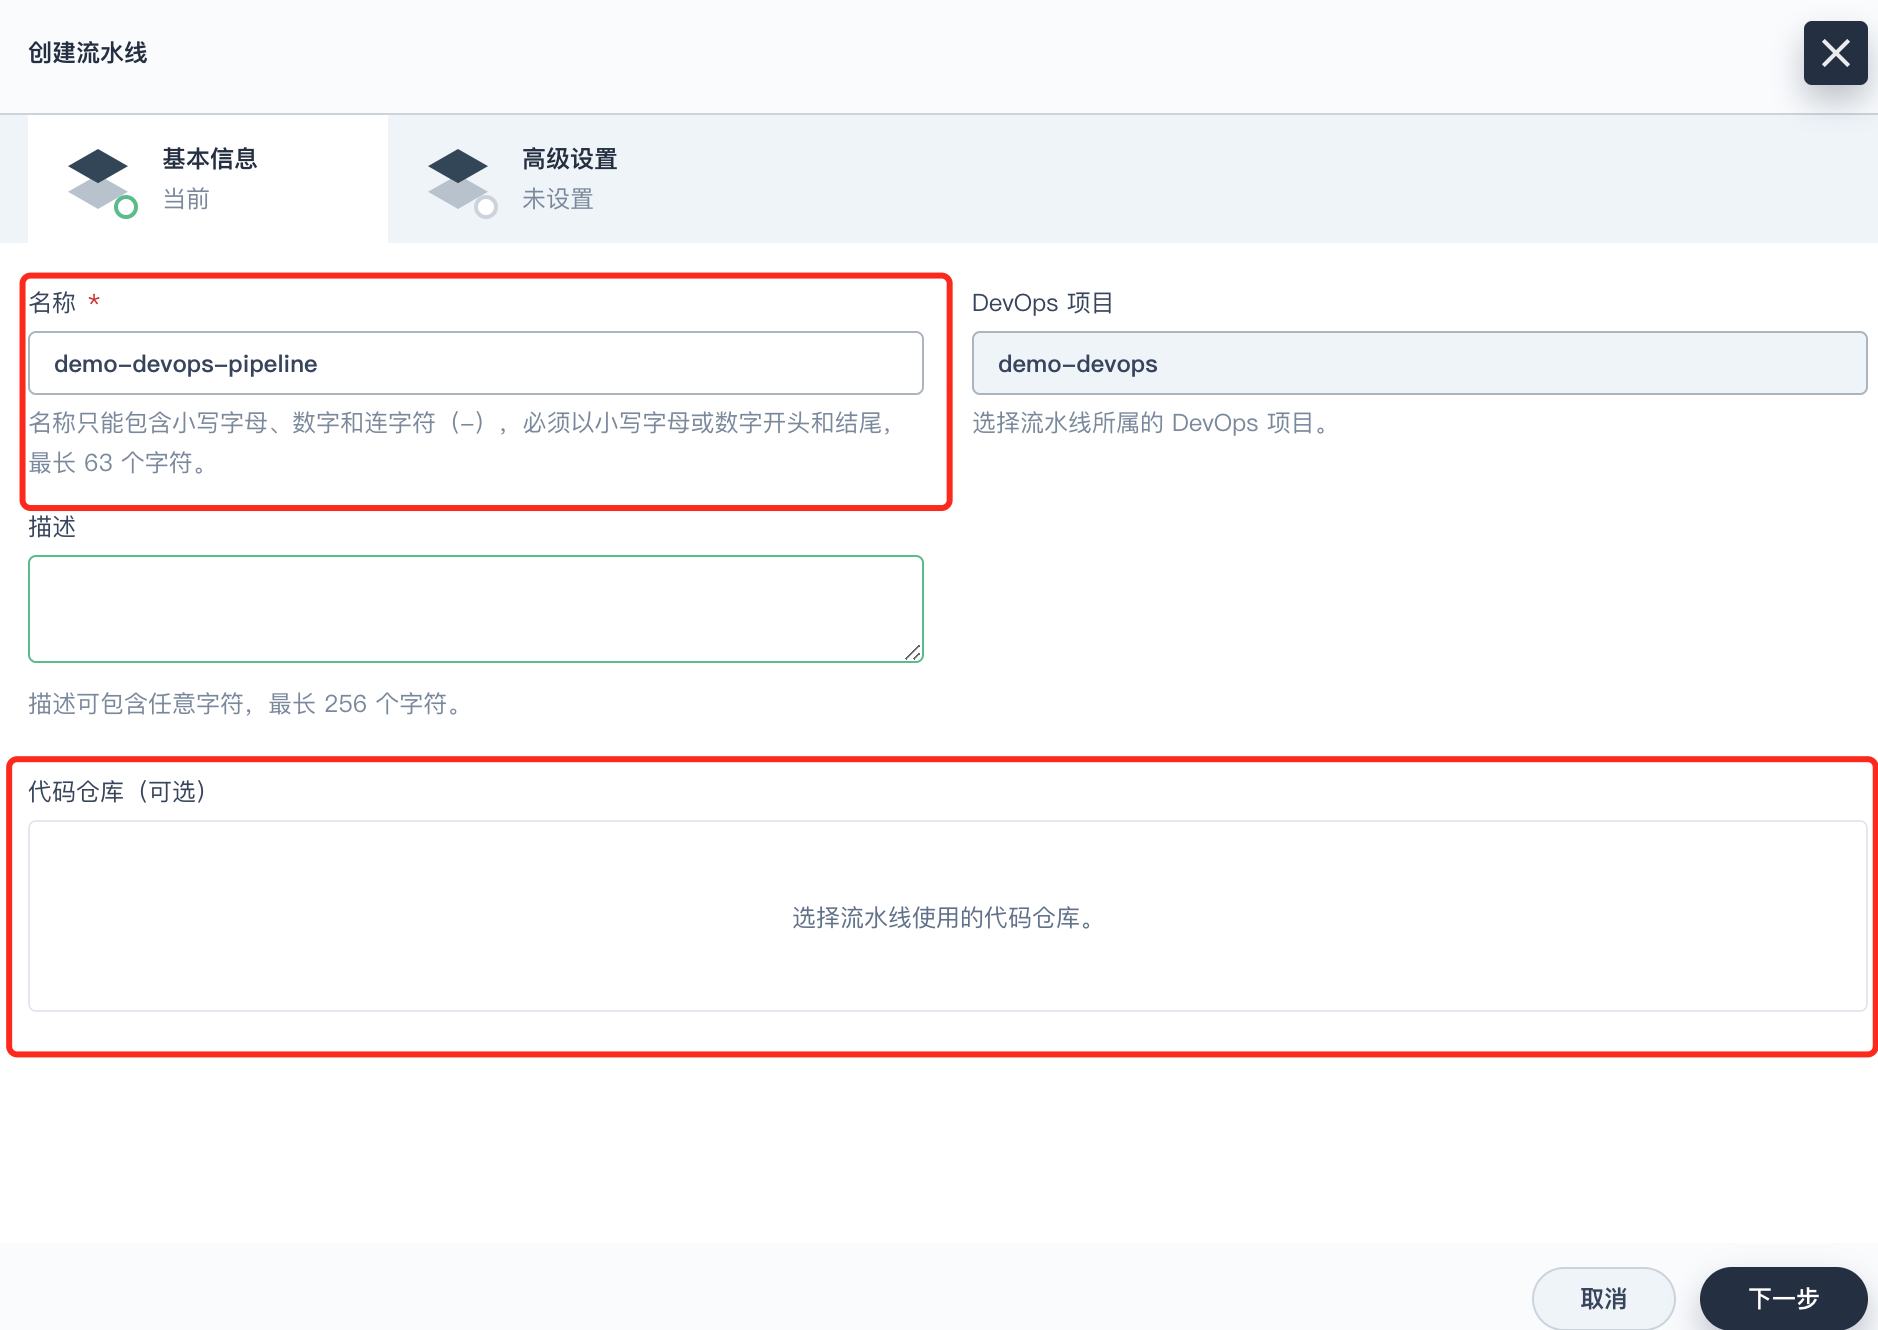 创建流水线
基本信息
当前
高级设置
未设置
名称 *
demo-devops-pipeline
名称只能包含小写字母、数字和连字符（-），必须以小写字母或数字开头和结尾，
最长 63 个字符。
DevOps 项目
demo-devops
选择流水线所属的 DevOps 项目。
描述
描述可包含任意字符，最长 256 个字符。
代码仓库（可选）
选择流水线使用的代码仓库。
取消
下一步